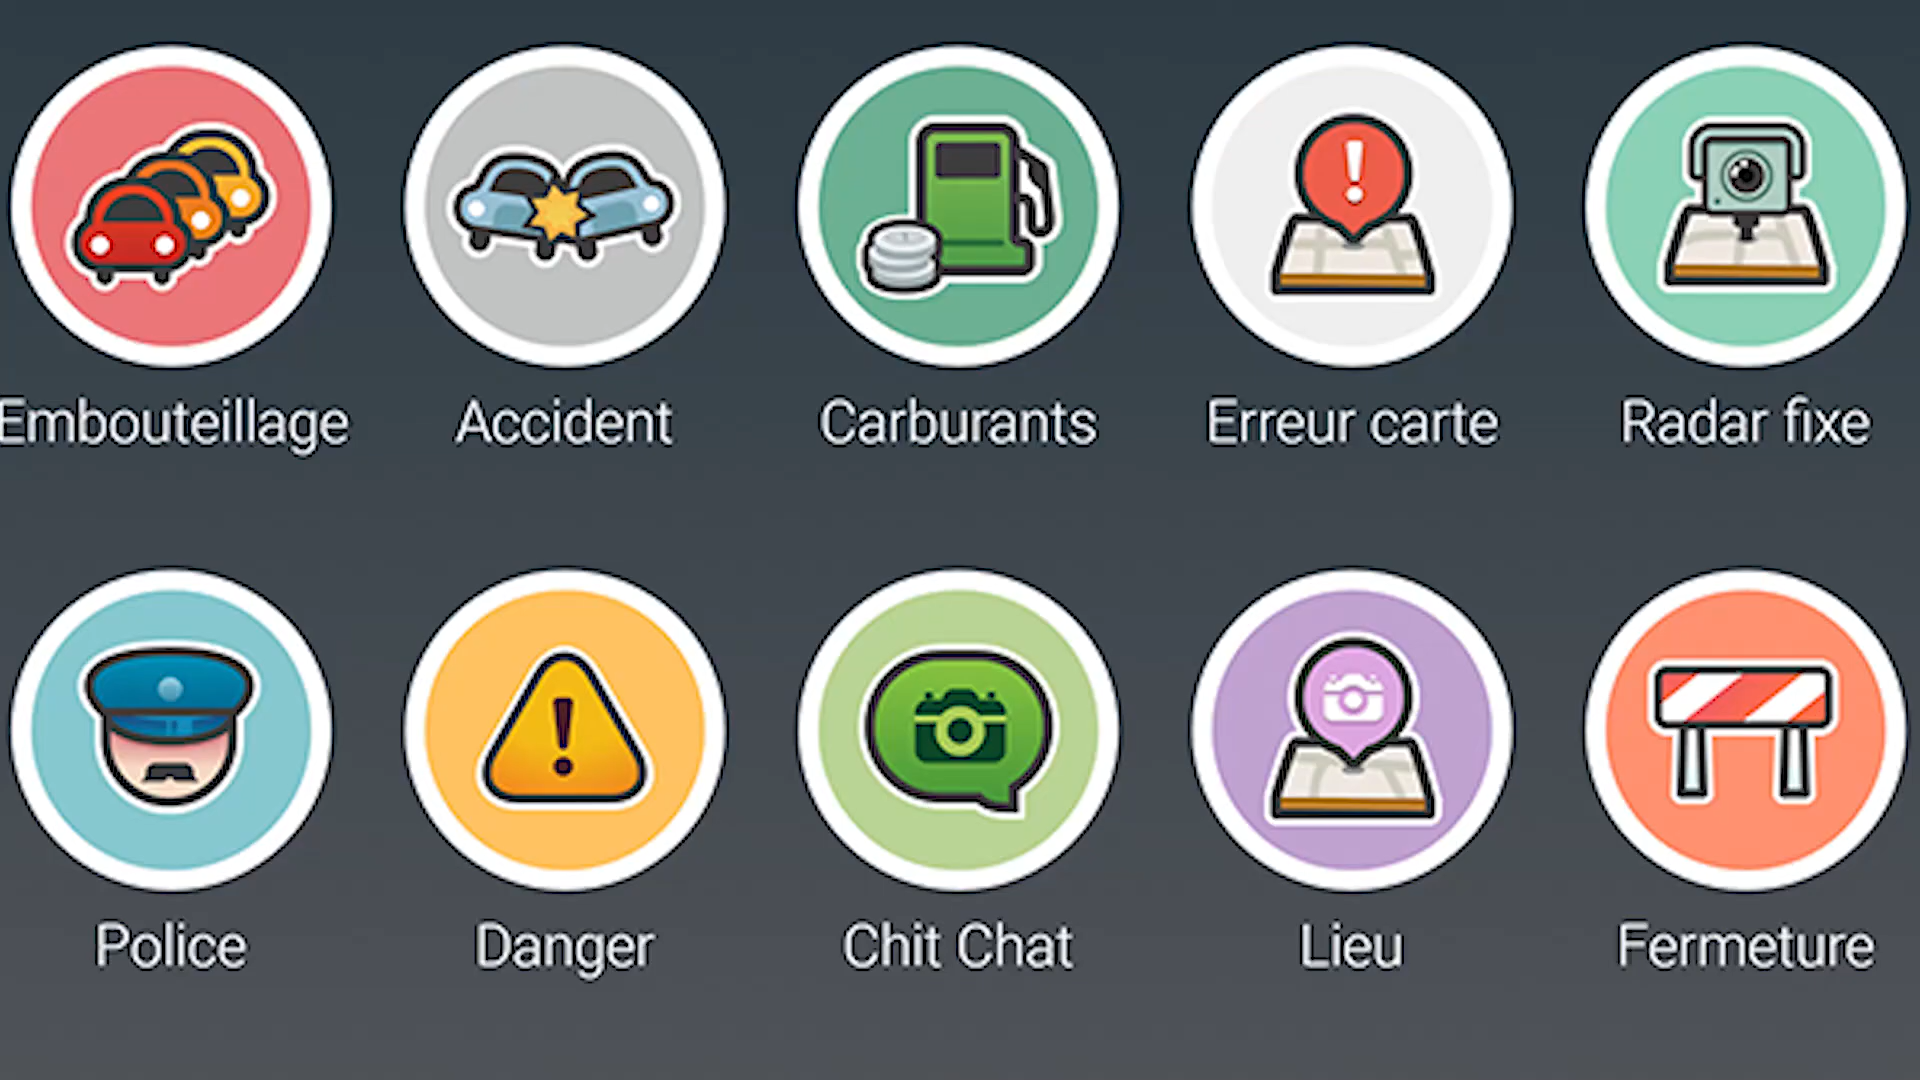 Embouteillage
Accident
Carburants
Erreur carte
Radar fixe
Police
Danger
Chit Chat
Lieu
Fermeture